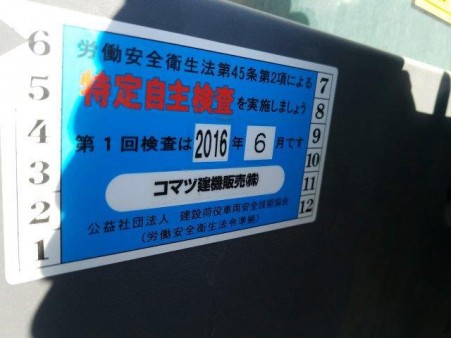 労働安全衛生法第45条第2項による
特定自主検査を実施しましょう
第1回検査は2016年6月です
コマツ建機販売㈱
公益社団法人 建設荷役車両安全技術協会
(労働安全衛生法令準拠)
6
5
4
3
2
1
7
8
9
10
11
12